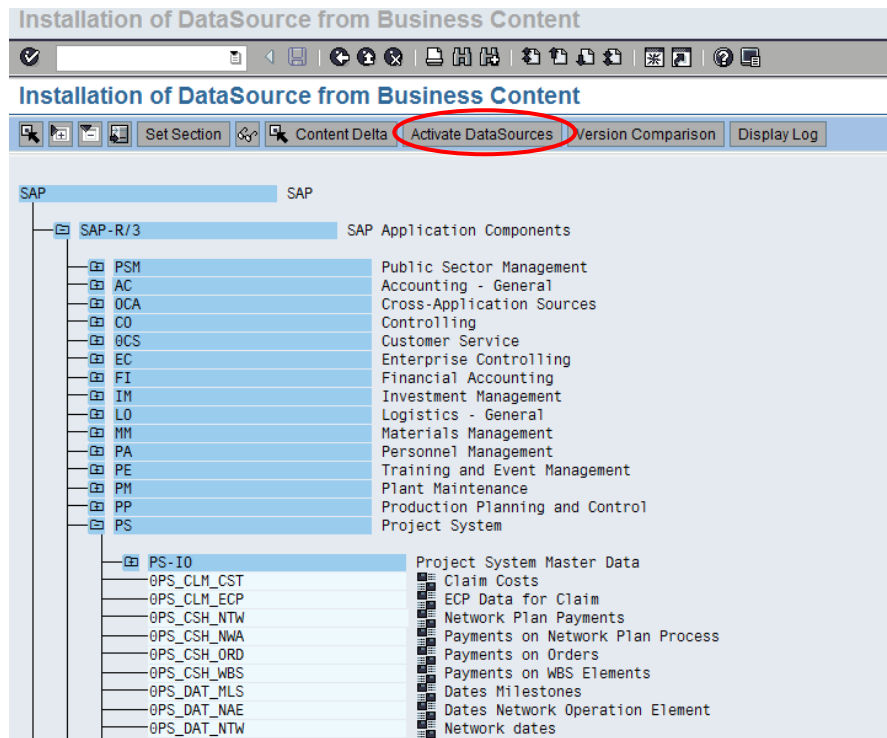 Installation of DataSource from Business Content
Installation of DataSource from Business Content
Set Section Content Delta Activate DataSources Version Comparison Display Log
SAP SAP
SAP-R/3 SAP Application Components
PSM Public Sector Management
AC Accounting - General
0CA Cross-Application Sources
CO Controlling
0CS Customer Service
EC Enterprise Controlling
FI Financial Accounting
IM Investment Management
LO Logistics - General
MM Materials Management
PA Personnel Management
PE Training and Event Management
PM Plant Maintenance
PP Production Planning and Control
PS Project System
PS-IO Project System Master Data
0PS_CLM_CST Claim Costs
0PS_CLM_ECP ECP Data for Claim
0PS_CSH_NTW Network Plan Payments
0PS_CSH_NWA Payments on Network Plan Process
0PS_CSH_ORD Payments on Orders
0PS_CSH_WBS Payments on WBS Elements
0PS_DAT_MLS Dates Milestones
0PS_DAT_NAE Dates Network Operation Element
0PS_DAT_NTW Network dates